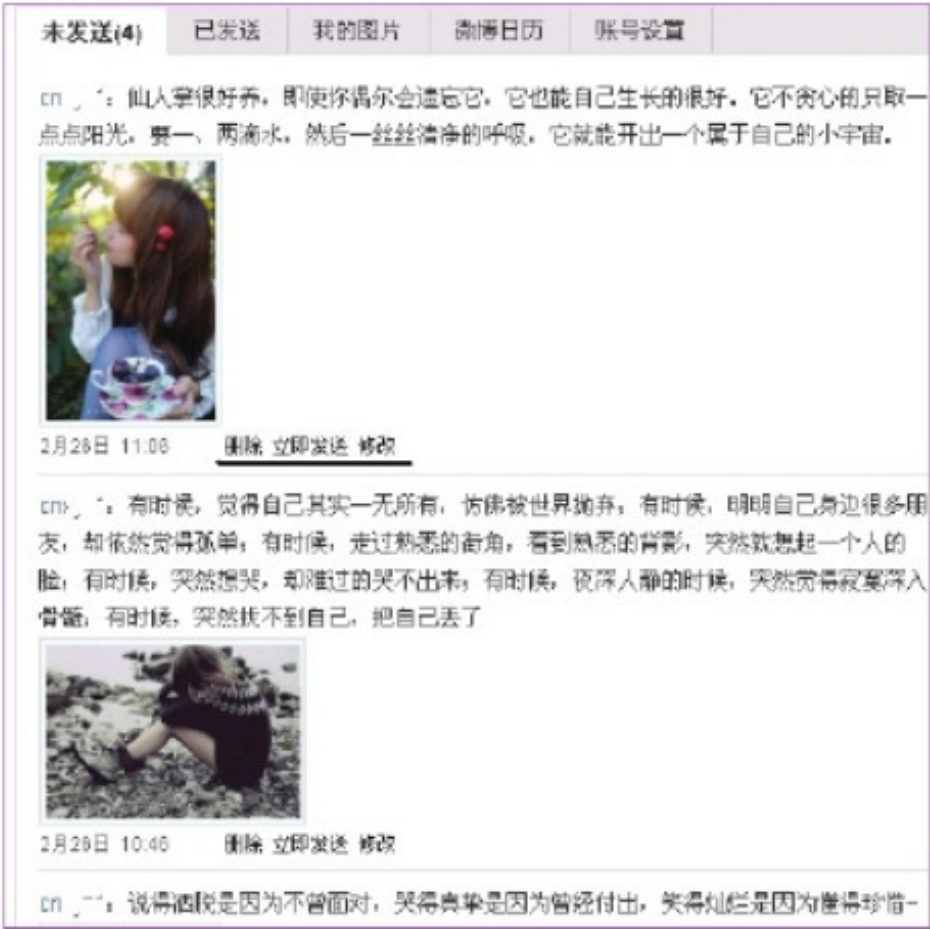 未发送(4) 已发送 我的图片 微博日历 账号设置
cn : 仙人掌很好养，即使你偶尔会遗忘它，它也能自己生长的很好。它不贪心的只取一
点点阳光，要一、两滴水，然后一丝丝清净的呼吸，它就能开出一个属于自己的小宇宙。
2月28日 11:08 删除 立即发送 修改
cn : 有时候，觉得自己其实一无所有，仿佛被世界抛弃；有时候，明明自己身边很多朋
友，却依然觉得孤单；有时候，走过熟悉的街角，看到熟悉的背影，突然就想起一个人的
脸；有时候，突然想哭，却难过的哭不出来；有时候，夜深人静的时候，突然觉得寂寞深入
骨髓；有时候，突然找不到自己，把自己丢了
2月28日 10:46 删除 立即发送 修改
cn : 说得洒脱是因为不曾面对，哭得真挚是因为曾经付出，笑得灿烂是因为懂得珍惜-